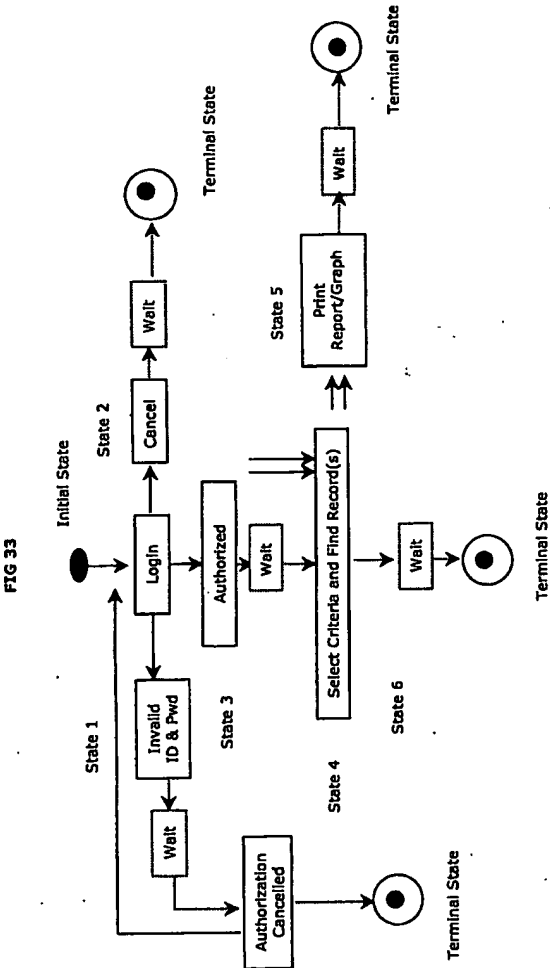 FIG 33
Initial State
State 1
State 2
Login
Cancel
Wait
Terminal State
Invalid
ID & Pwd
Wait
Authorization
Cancelled
Terminal State
State 3
Authorized
Wait
State 4
Select Criteria and Find Record(s)
State 5
Print
Report/Graph
Wait
Terminal State
State 6
Wait
Terminal State